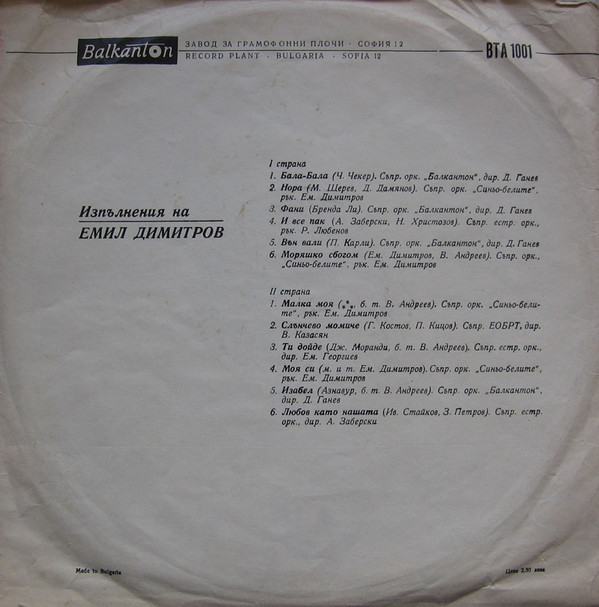 Balkanton
ЗАВОД ЗА ГРАМОФОННИ ПЛОЧИ · СОФИЯ 12
RECORD PLANT · BULGARIA · SOFIA 12
ВТА 1001
Изпълнения на
ЕМИЛ ДИМИТРОВ
I страна
1. Бала-Бала (Ч. Чекер). Съпр. орк. „Балкантон“, дир. Д. Ганев
2. Нора (М. Щерев, Д. Дамянов). Съпр. орк. „Синьо-белите“,
рък. Ем. Димитров
3. Фани (Бренда Ли). Съпр. орк. „Балкантон“, дир. Д. Ганев
4. И все пак (А. Заберски, Н. Христозов). Съпр. естр. орк.,
рък. Р. Любенов
5. Вън вали (П. Карли). Съпр. орк. „Балкантон“, дир. Д. Ганев
6. Моряшко сбогом (Ем. Димитров, В. Андреев). Съпр. орк.,
„Синьо-белите“, рък. Ем. Димитров
II страна
1. Малка моя (***, б. т. В. Андреев). Съпр. орк. „Синьо-бели-
те“, рък. Ем. Димитров
2. Слънчево момиче (Г. Костов, П. Кицов). Съпр. ЕОБРТ, дир.
В. Казасян
3. Ти дойде (Дж. Моранди, б. т. В. Андреев). Съпр. естр. орк.,
дир. Ем. Георгиев
4. Моя си (м. и т. Ем. Димитров). Съпр. орк. „Синьо-белите“,
рък. Ем. Димитров
5. Изабел (Азнавур, б. т. В. Андреев). Съпр. орк. „Балкантон“,
дир. Д. Ганев
6. Любов като нашата (Ив. Стайков, З. Петров). Съпр. естр.
орк., дир. А. Заберски
Made in Bulgaria
Цена 2,30 лева